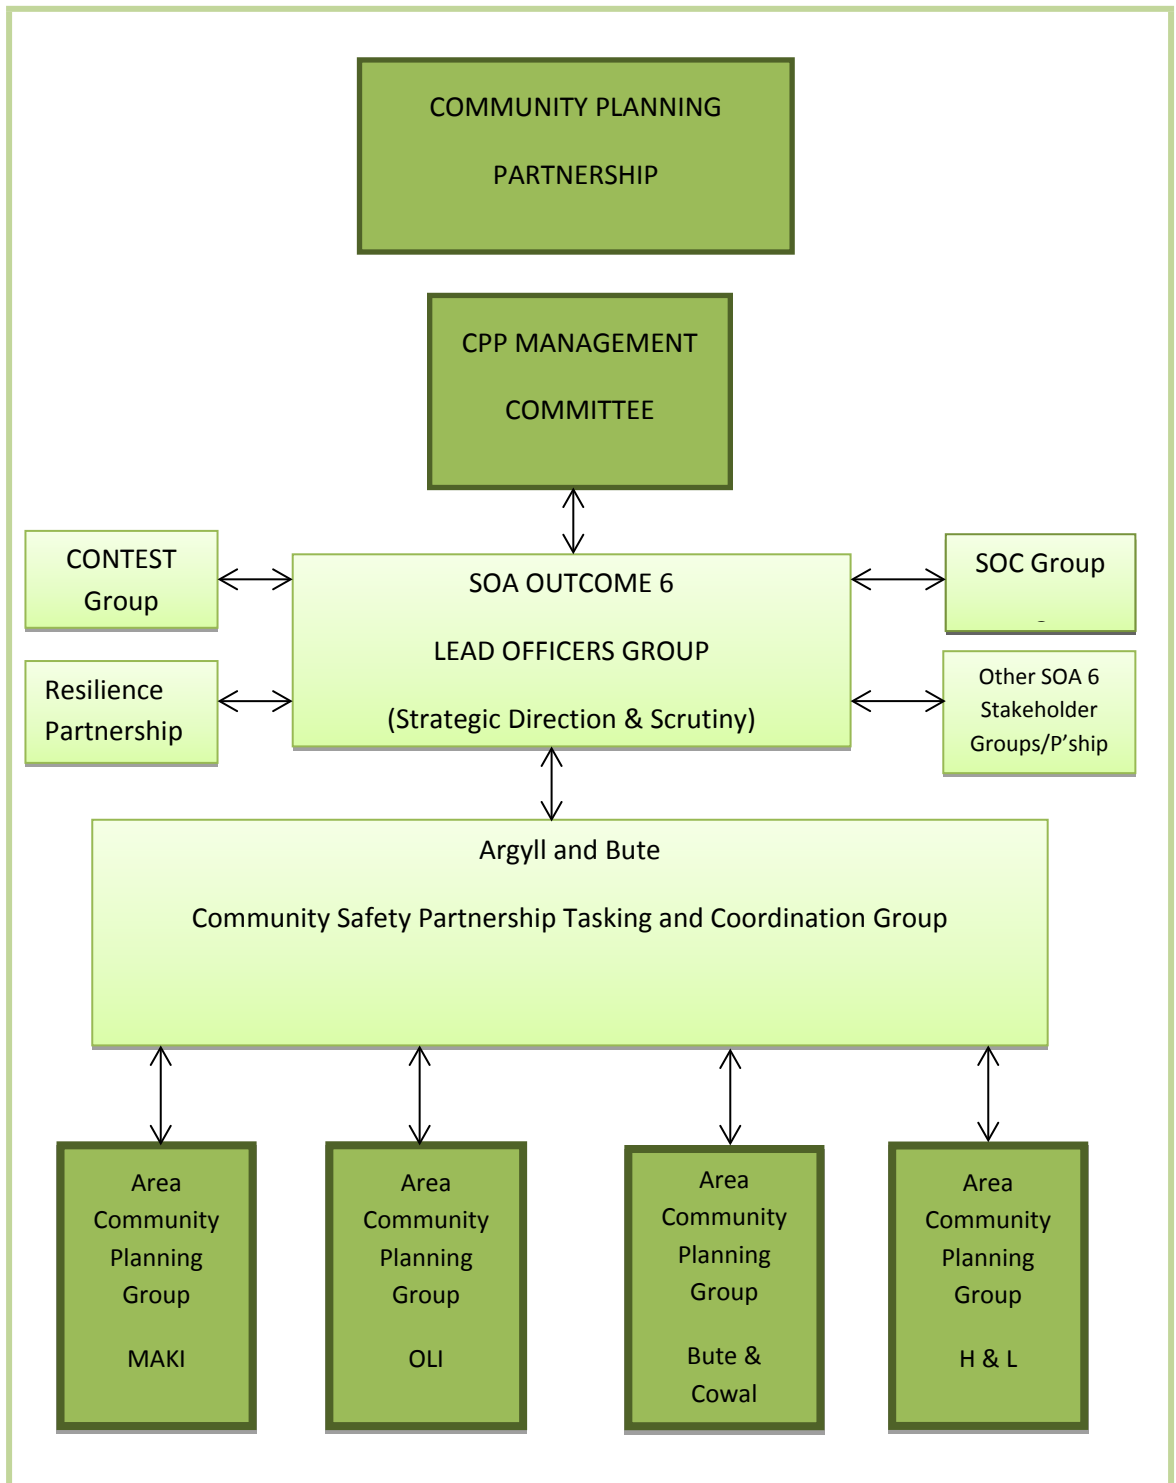 COMMUNITY PLANNING
PARTNERSHIP
CPP MANAGEMENT
COMMITTEE
CONTEST
Group
SOA OUTCOME 6
LEAD OFFICERS GROUP
(Strategic Direction & Scrutiny)
SOC Group
Resilience
Partnership
Other SOA 6
Stakeholder
Groups/P’ship
Argyll and Bute
Community Safety Partnership Tasking and Coordination Group
Area
Community
Planning
Group
MAKI
Area
Community
Planning
Group
OLI
Area
Community
Planning
Group
Bute &
Cowal
Area
Community
Planning
Group
H & L